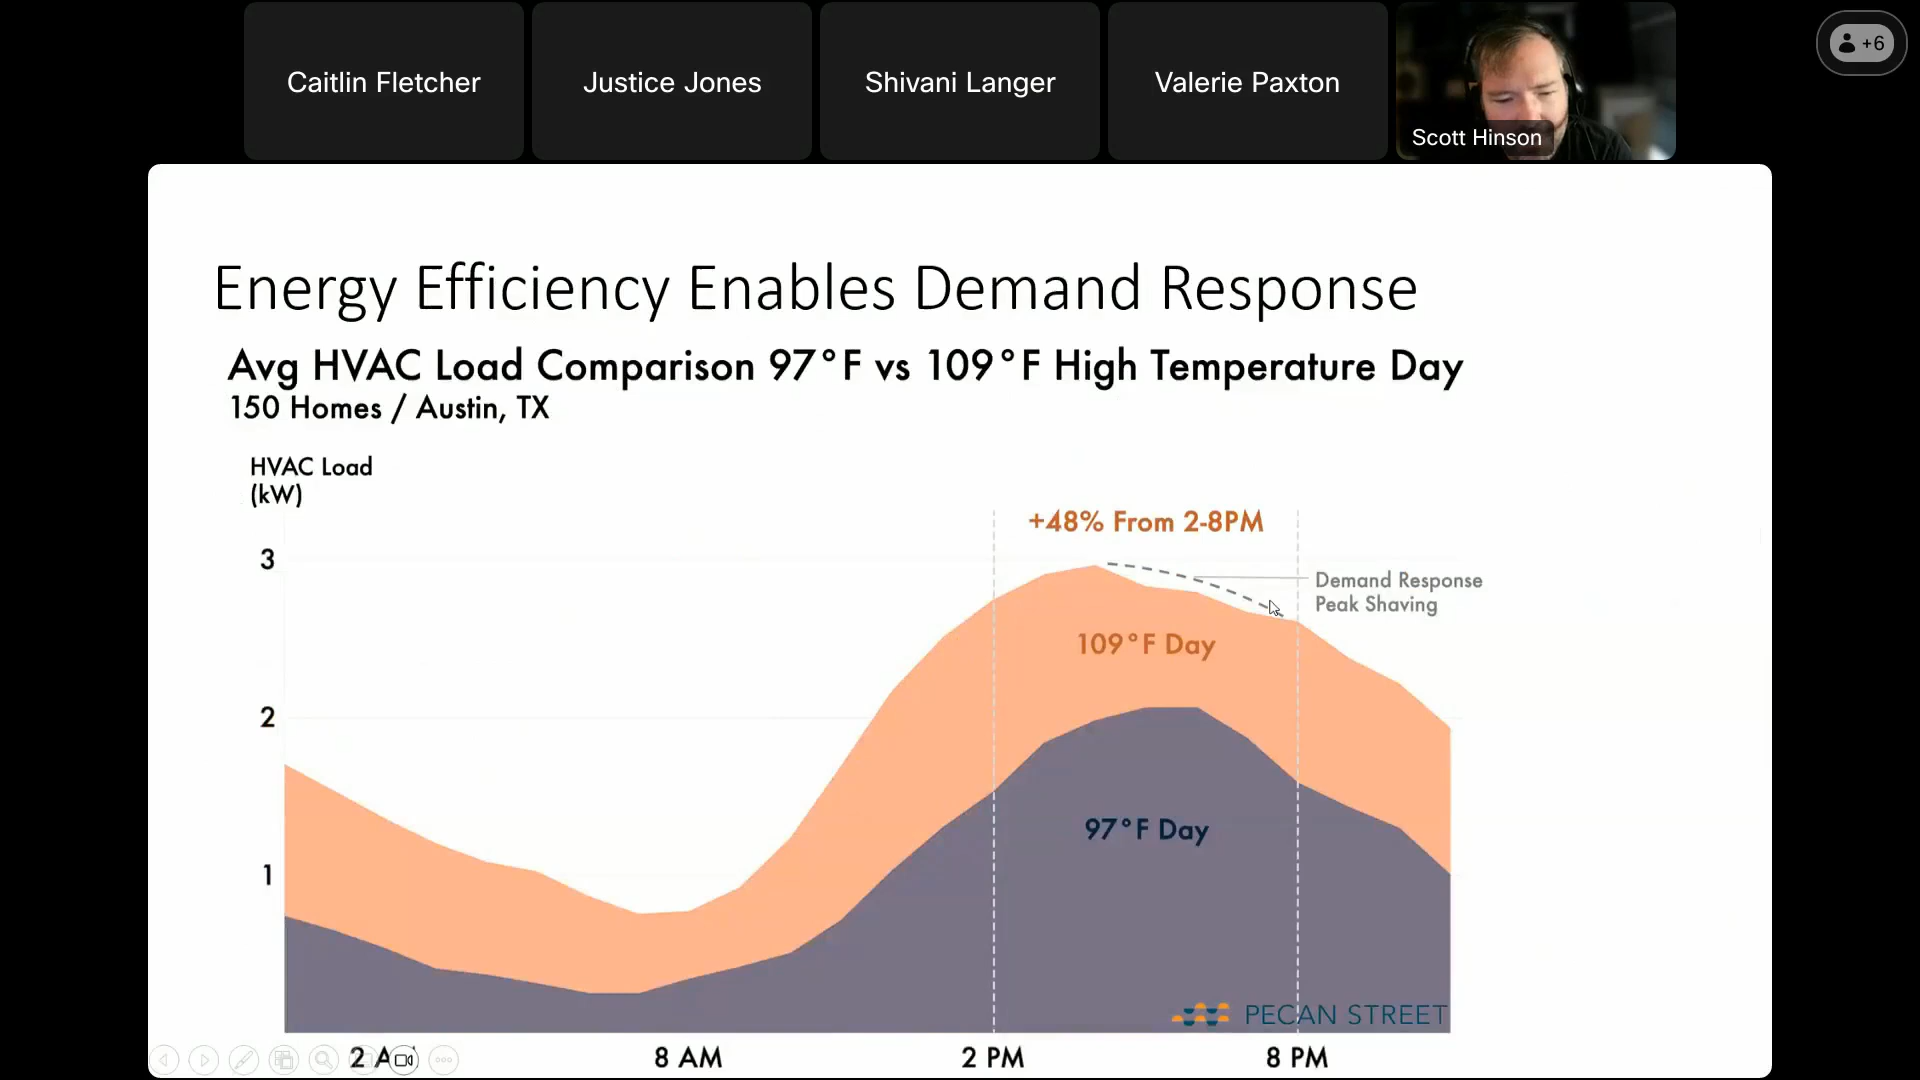 Caitlin Fletcher
Justice Jones
Shivani Langer
Valerie Paxton
Scott Hinson
+6
Energy Efficiency Enables Demand Response
Avg HVAC Load Comparison 97°F vs 109°F High Temperature Day
150 Homes / Austin, TX
HVAC Load
(kW)
+48% From 2-8PM
3
Demand Response
Peak Shaving
109°F Day
2
97°F Day
1
PECAN STREET
2 A
8 AM
2 PM
8 PM